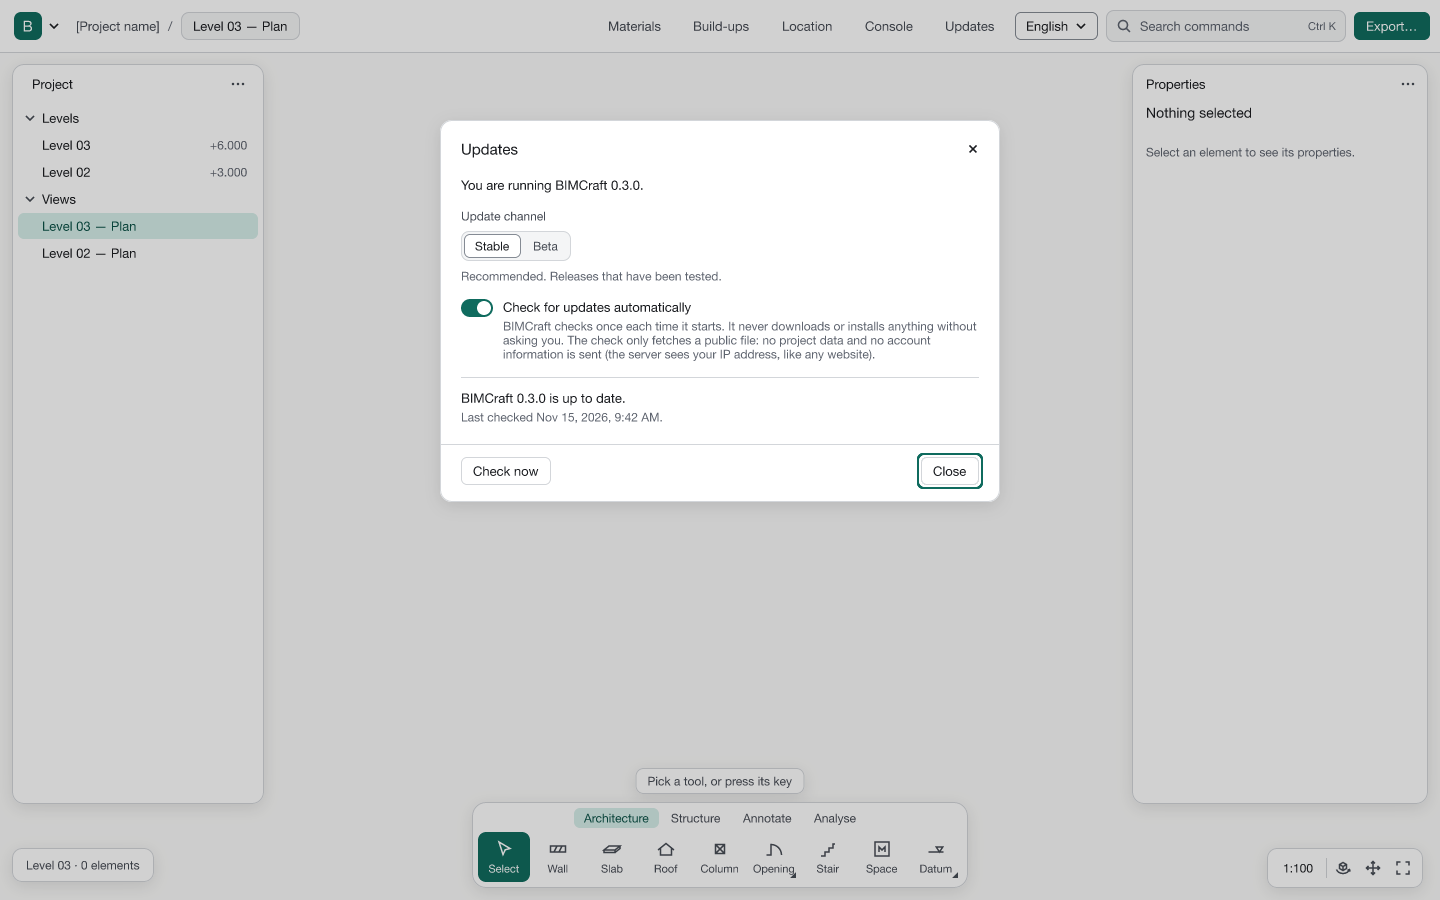 B
[Project name] /
Level 03 — Plan
Materials
Build-ups
Location
Console
Updates
English
Search commands
Ctrl K
Export...
Project
Levels
Level 03 +6.000
Level 02 +3.000
Views
Level 03 — Plan
Level 02 — Plan
Updates
You are running BIMCraft 0.3.0.
Update channel
Stable
Beta
Recommended. Releases that have been tested.
Check for updates automatically
BIMCraft checks once each time it starts. It never downloads or installs anything without
asking you. The check only fetches a public file: no project data and no account
information is sent (the server sees your IP address, like any website).
BIMCraft 0.3.0 is up to date.
Last checked Nov 15, 2026, 9:42 AM.
Check now
Close
Properties
Nothing selected
Select an element to see its properties.
Pick a tool, or press its key
Architecture
Structure
Annotate
Analyse
Select
Wall
Slab
Roof
Column
Opening
Stair
Space
Datum
Level 03 · 0 elements
1:100